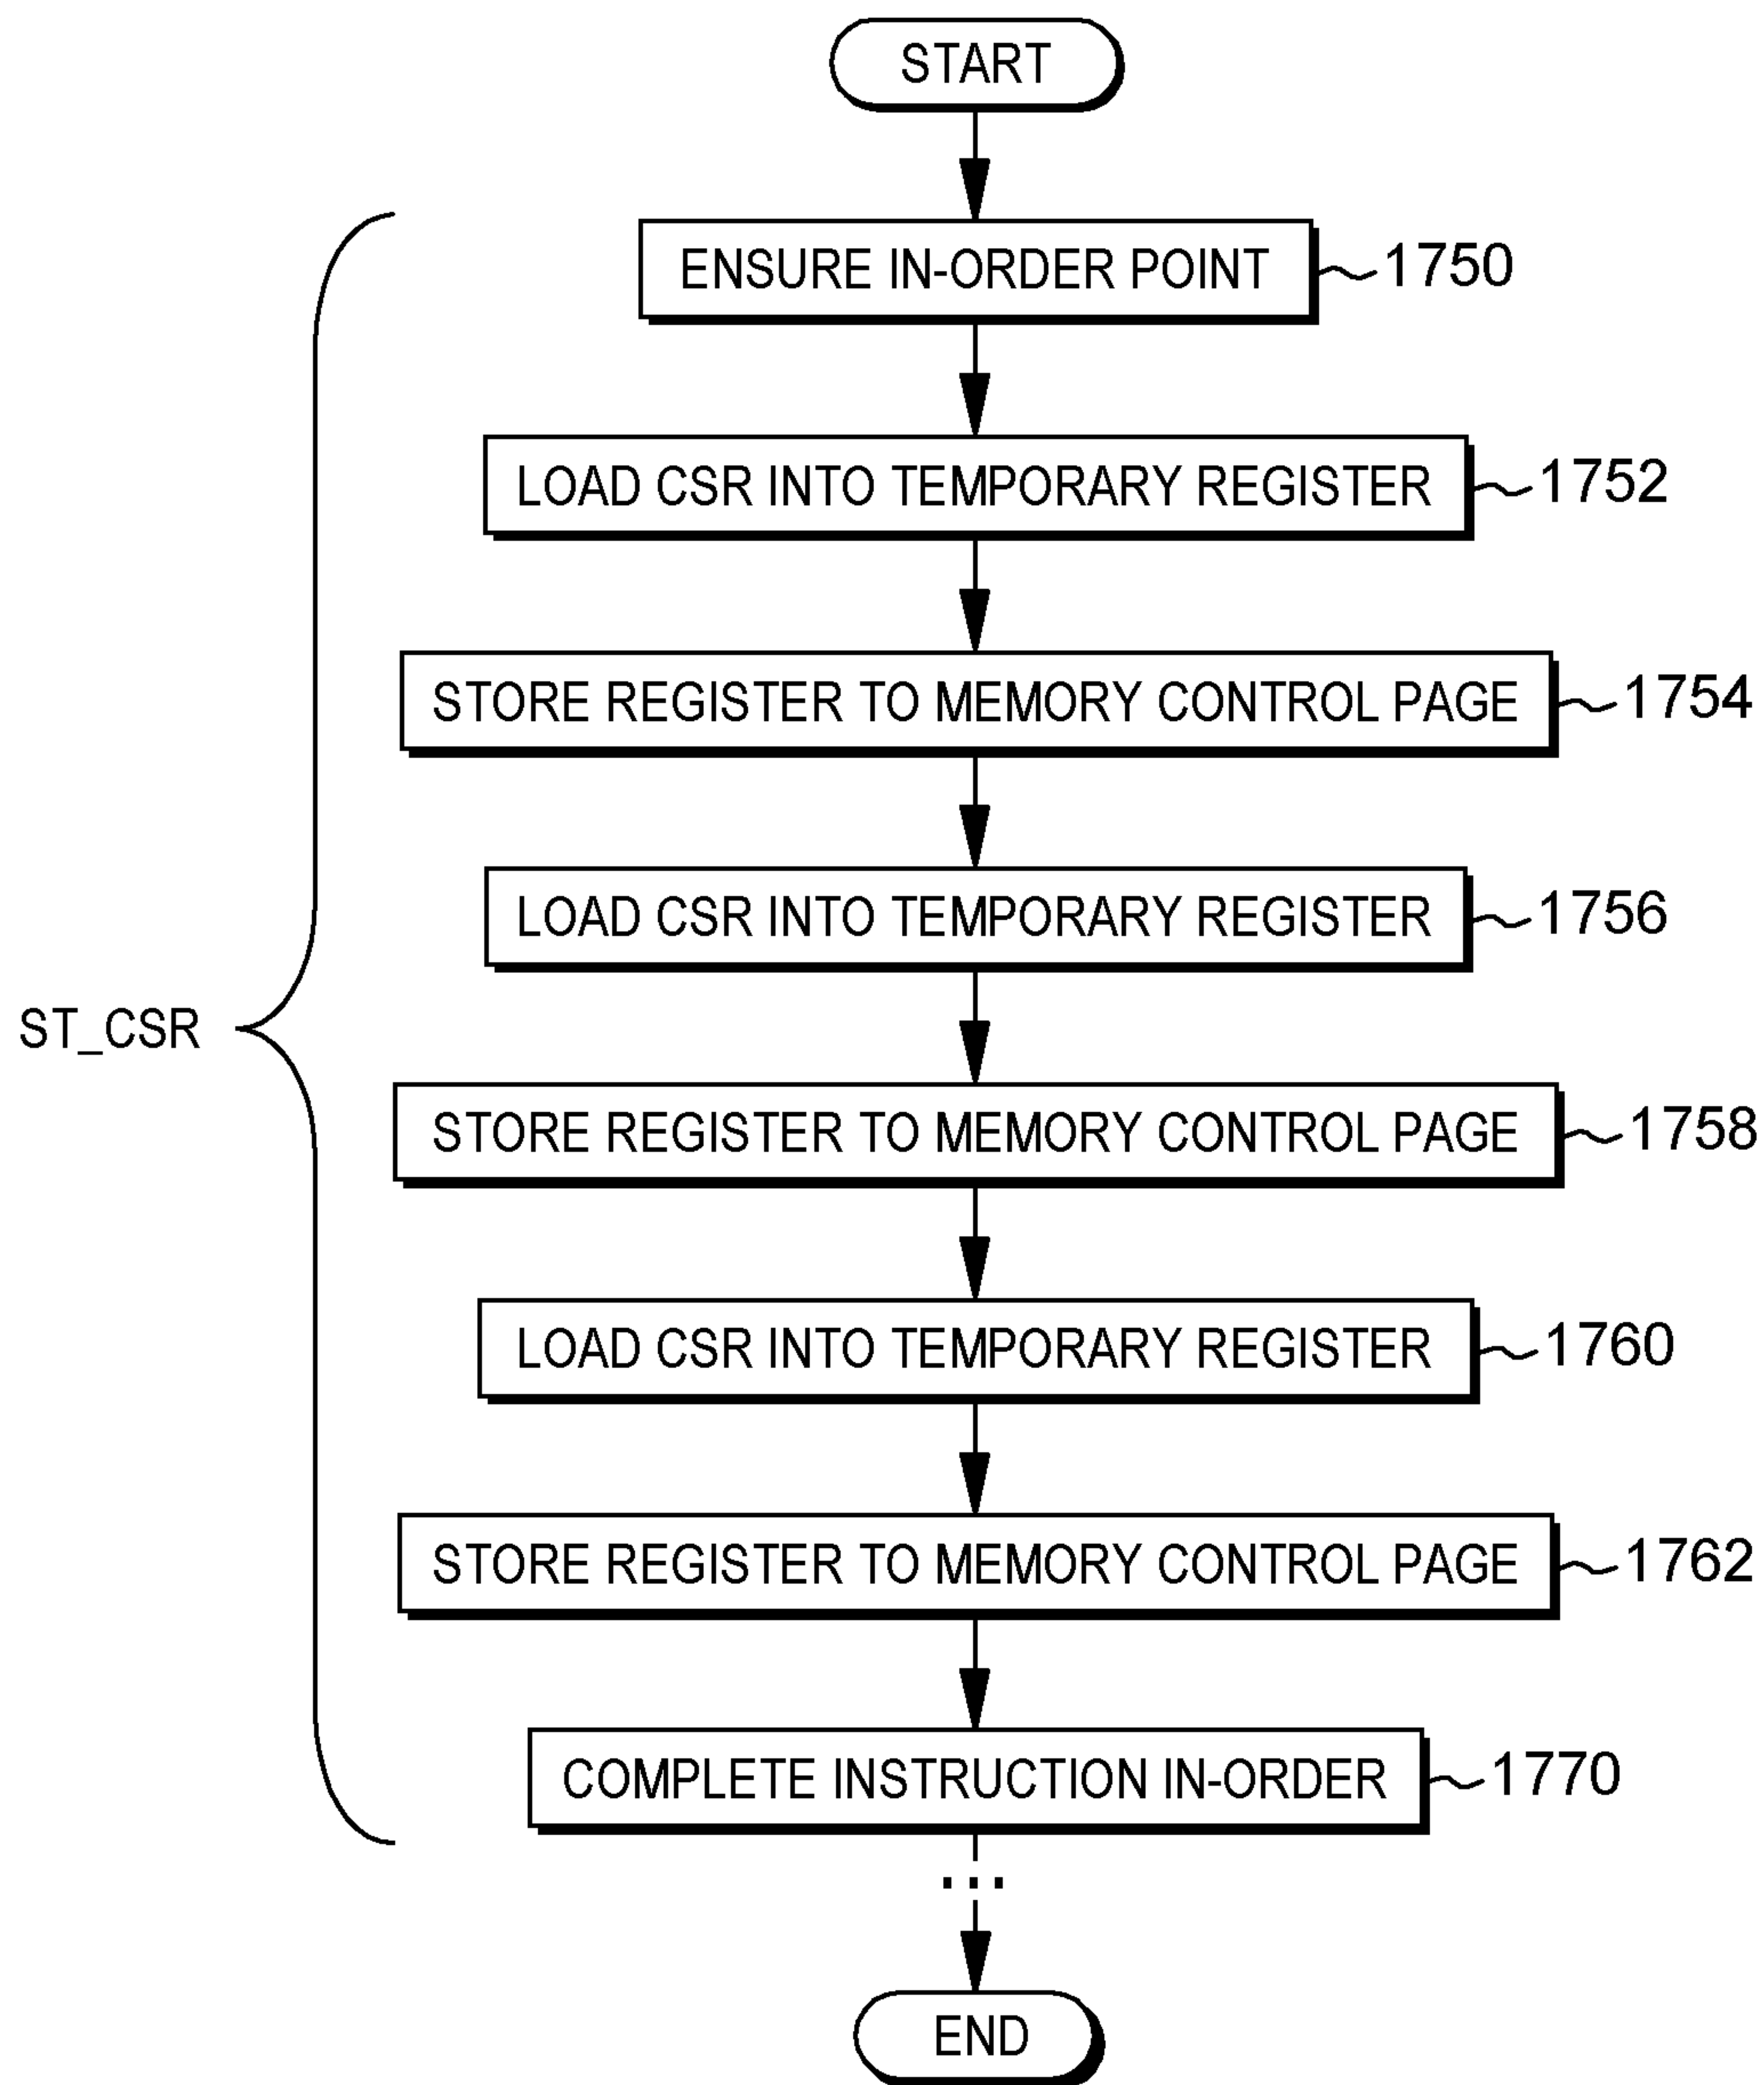 START
ENSURE IN-ORDER POINT 1750
LOAD CSR INTO TEMPORARY REGISTER 1752
STORE REGISTER TO MEMORY CONTROL PAGE 1754
LOAD CSR INTO TEMPORARY REGISTER 1756
ST_CSR
STORE REGISTER TO MEMORY CONTROL PAGE 1758
LOAD CSR INTO TEMPORARY REGISTER 1760
STORE REGISTER TO MEMORY CONTROL PAGE 1762
COMPLETE INSTRUCTION IN-ORDER 1770
...
END